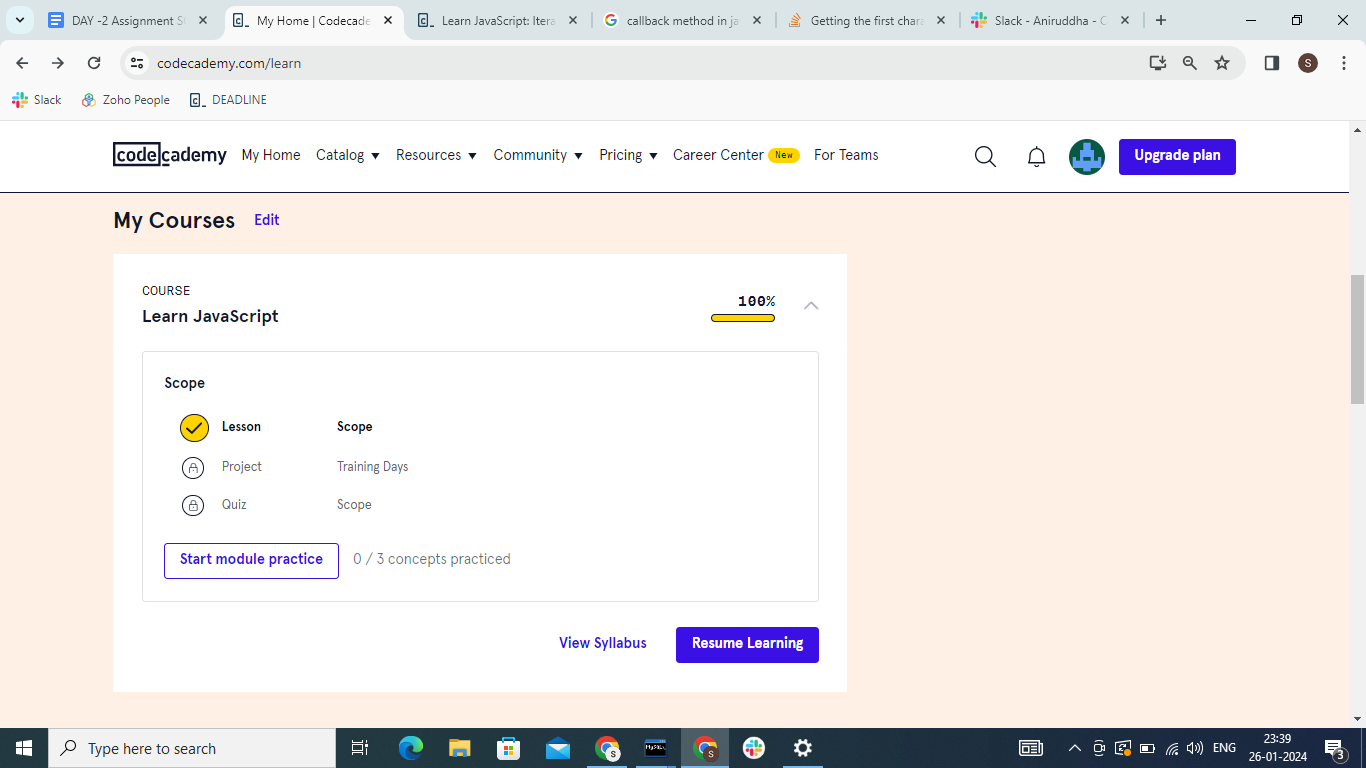 DAY -2 Assignment S
My Home | Codecade
Learn JavaScript: Itera
callback method in ja
Getting the first chara
Slack - Aniruddha - C
codecademy.com/learn
S
Slack
Zoho People
DEADLINE
codecademy
My Home
Catalog
Resources
Community
Pricing
Career Center New
For Teams
Upgrade plan
My Courses Edit
COURSE
Learn JavaScript
100%
Scope
Lesson Scope
Project Training Days
Quiz Scope
Start module practice 0 / 3 concepts practiced
View Syllabus Resume Learning
Type here to search
ENG
23:39
26-01-2024
3